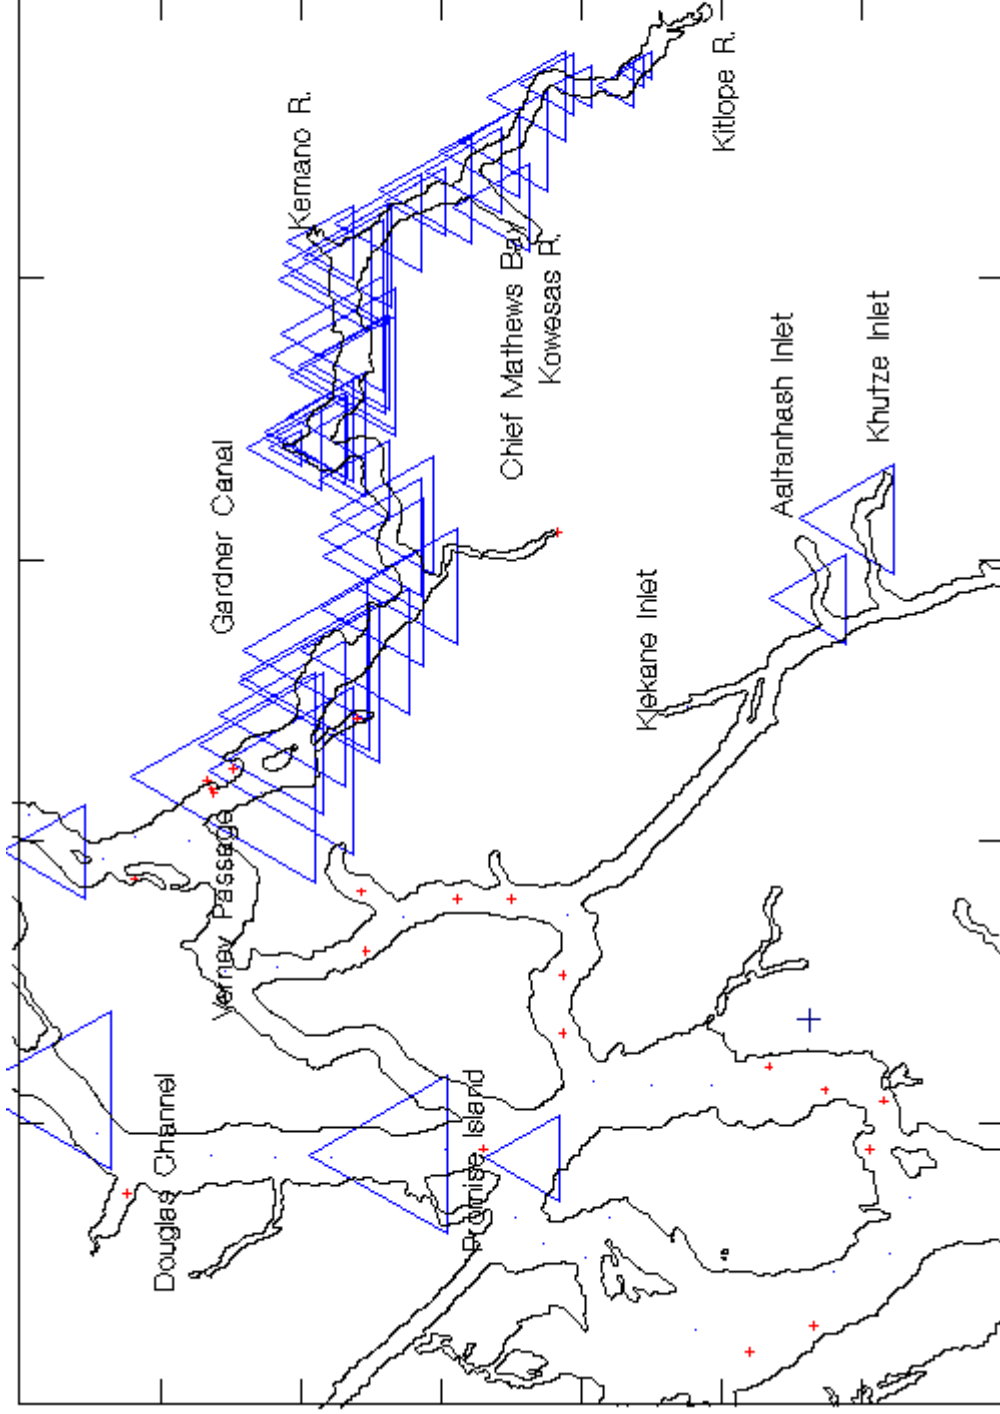 Kemano R.
Kitlope R.
Gardner Canal
Chief Mathews Bay
Kowesas R.
Aaltanhash Inlet
Khutze Inlet
Klekane Inlet
Verney Passage
Douglas Channel
Promise Island